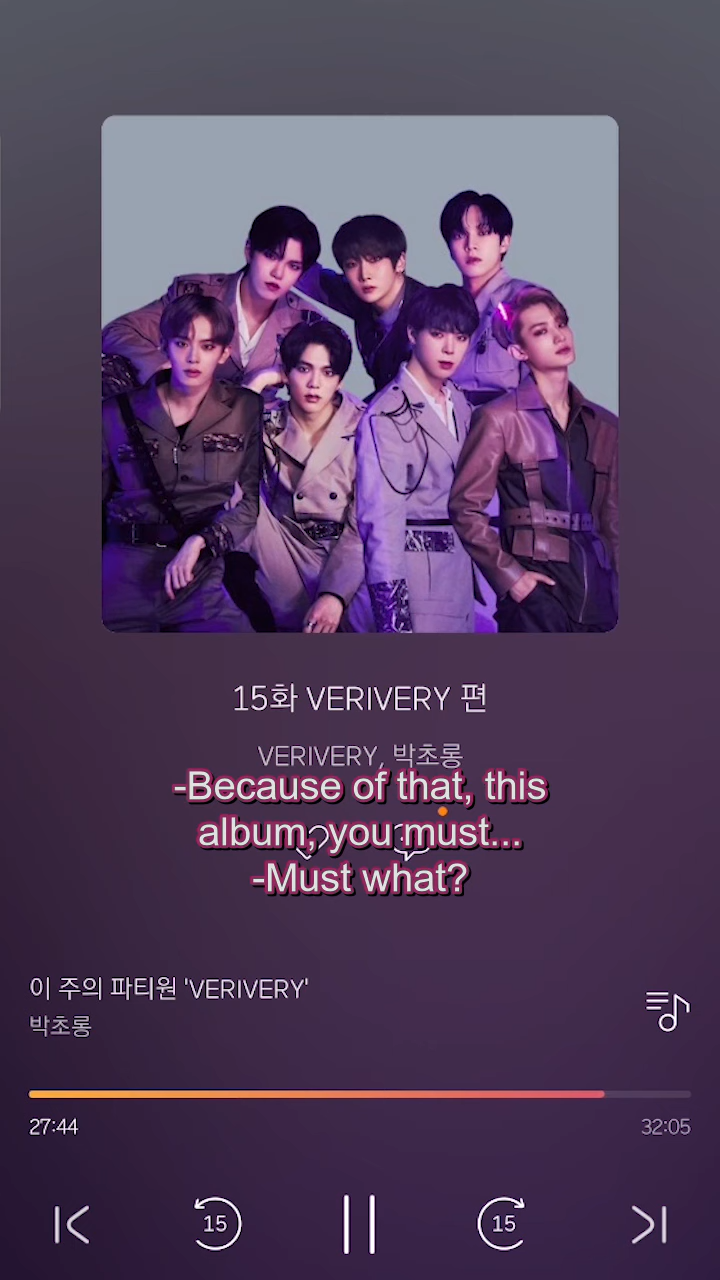 15화 VERIVERY 편
VERIVERY, 박초롱
-Because of that, this
album, you must...
-Must what?
이 주의 파티원 'VERIVERY'
박초롱
27:44
32:05
15
15